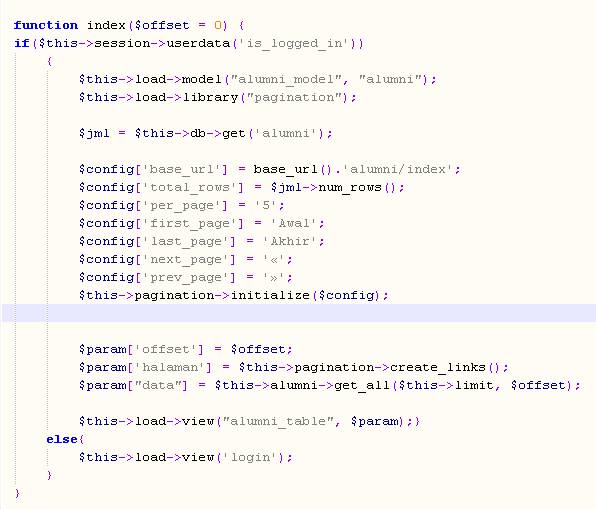 function index($offset = 0) {
if($this->session->userdata('is_logged_in'))
{
$this->load->model("alumni_model", "alumni");
$this->load->library("pagination");
$jml = $this->db->get('alumni');
$config['base_url'] = base_url().'alumni/index';
$config['total_rows'] = $jml->num_rows();
$config['per_page'] = '5';
$config['first_page'] = 'Awal';
$config['last_page'] = 'Akhir';
$config['next_page'] = '«';
$config['prev_page'] = '»';
$this->pagination->initialize($config);
$param['offset'] = $offset;
$param['halaman'] = $this->pagination->create_links();
$param["data"] = $this->alumni->get_all($this->limit, $offset);
$this->load->view("alumni_table", $param);}
else{
$this->load->view('login');
}
}